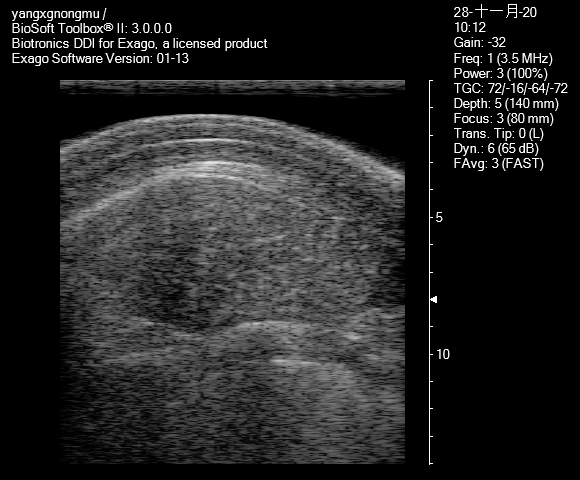 yangxgnongmu /
BioSoft Toolbox® II: 3.0.0.0
Biotronics DDI for Exago, a licensed product
Exago Software Version: 01-13
28-十一月-20
10:12
Gain: -32
Freq: 1 (3.5 MHz)
Power: 3 (100%)
TGC: 72/-16/-64/-72
Depth: 5 (140 mm)
Focus: 3 (80 mm)
Trans. Tip: 0 (L)
Dyn.: 6 (65 dB)
FAvg: 3 (FAST)
5
10